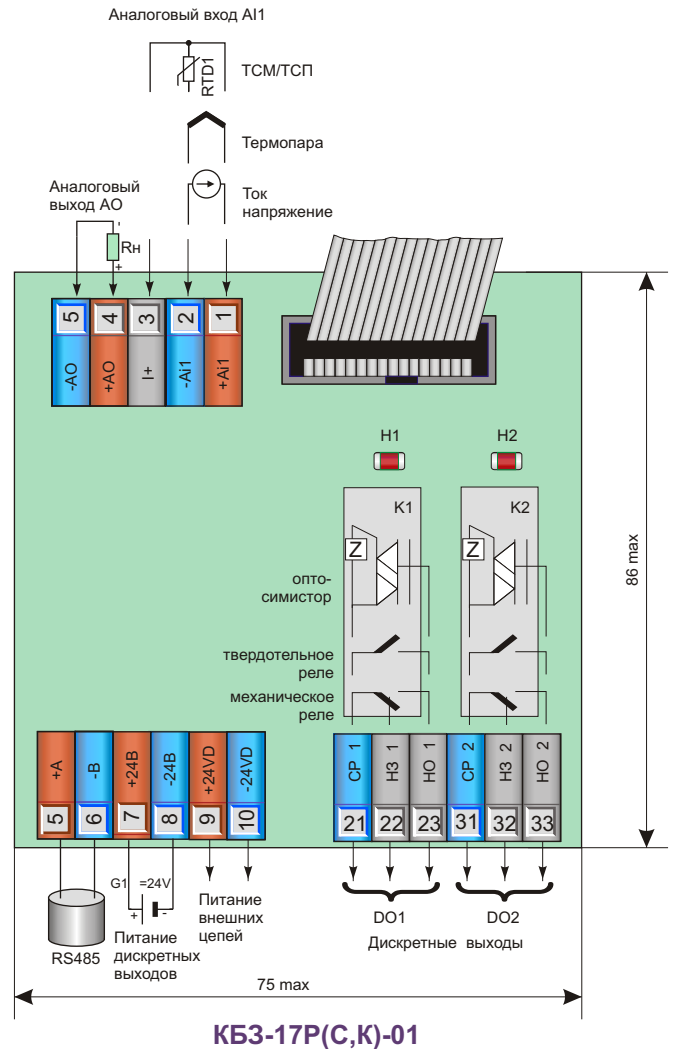 Аналоговый вход AI1
RTD1
ТСМ/ТСП
Термопара
Ток
напряжение
Аналоговый
выход АО
-
Rн
+
5
4
3
2
1
-AO
+AO
I+
-Ai1
+Ai1
H1
H2
K1
K2
Z
Z
опто-
симистор
твердотельное
реле
механическое
реле
86 max
+A
-B
+24В
-24В
+24VD
-24VD
5
6
7
8
9
10
СР 1
НЗ 1
НО 1
СР 2
НЗ 2
НО 2
21
22
23
31
32
33
G1
=24V
+
-
RS485
Питание
дискретных
выходов
Питание
внешних
цепей
DO1
DO2
Дискретные выходы
75 max
КБЗ-17Р(С,К)-01